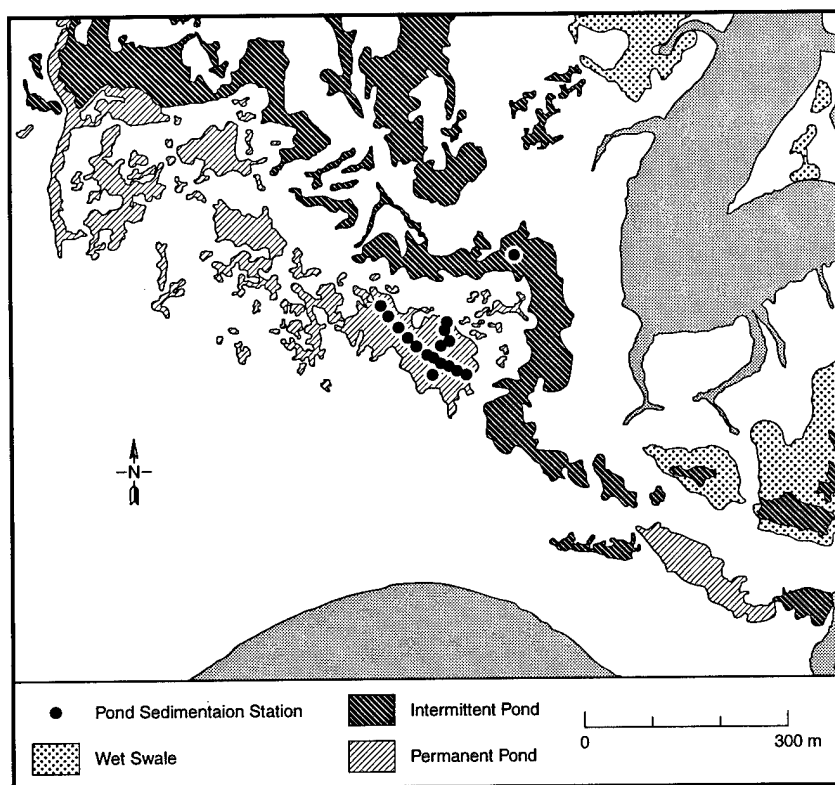 N
Pond Sedimentaion Station
Intermittent Pond
Wet Swale
Permanent Pond
0 300 m